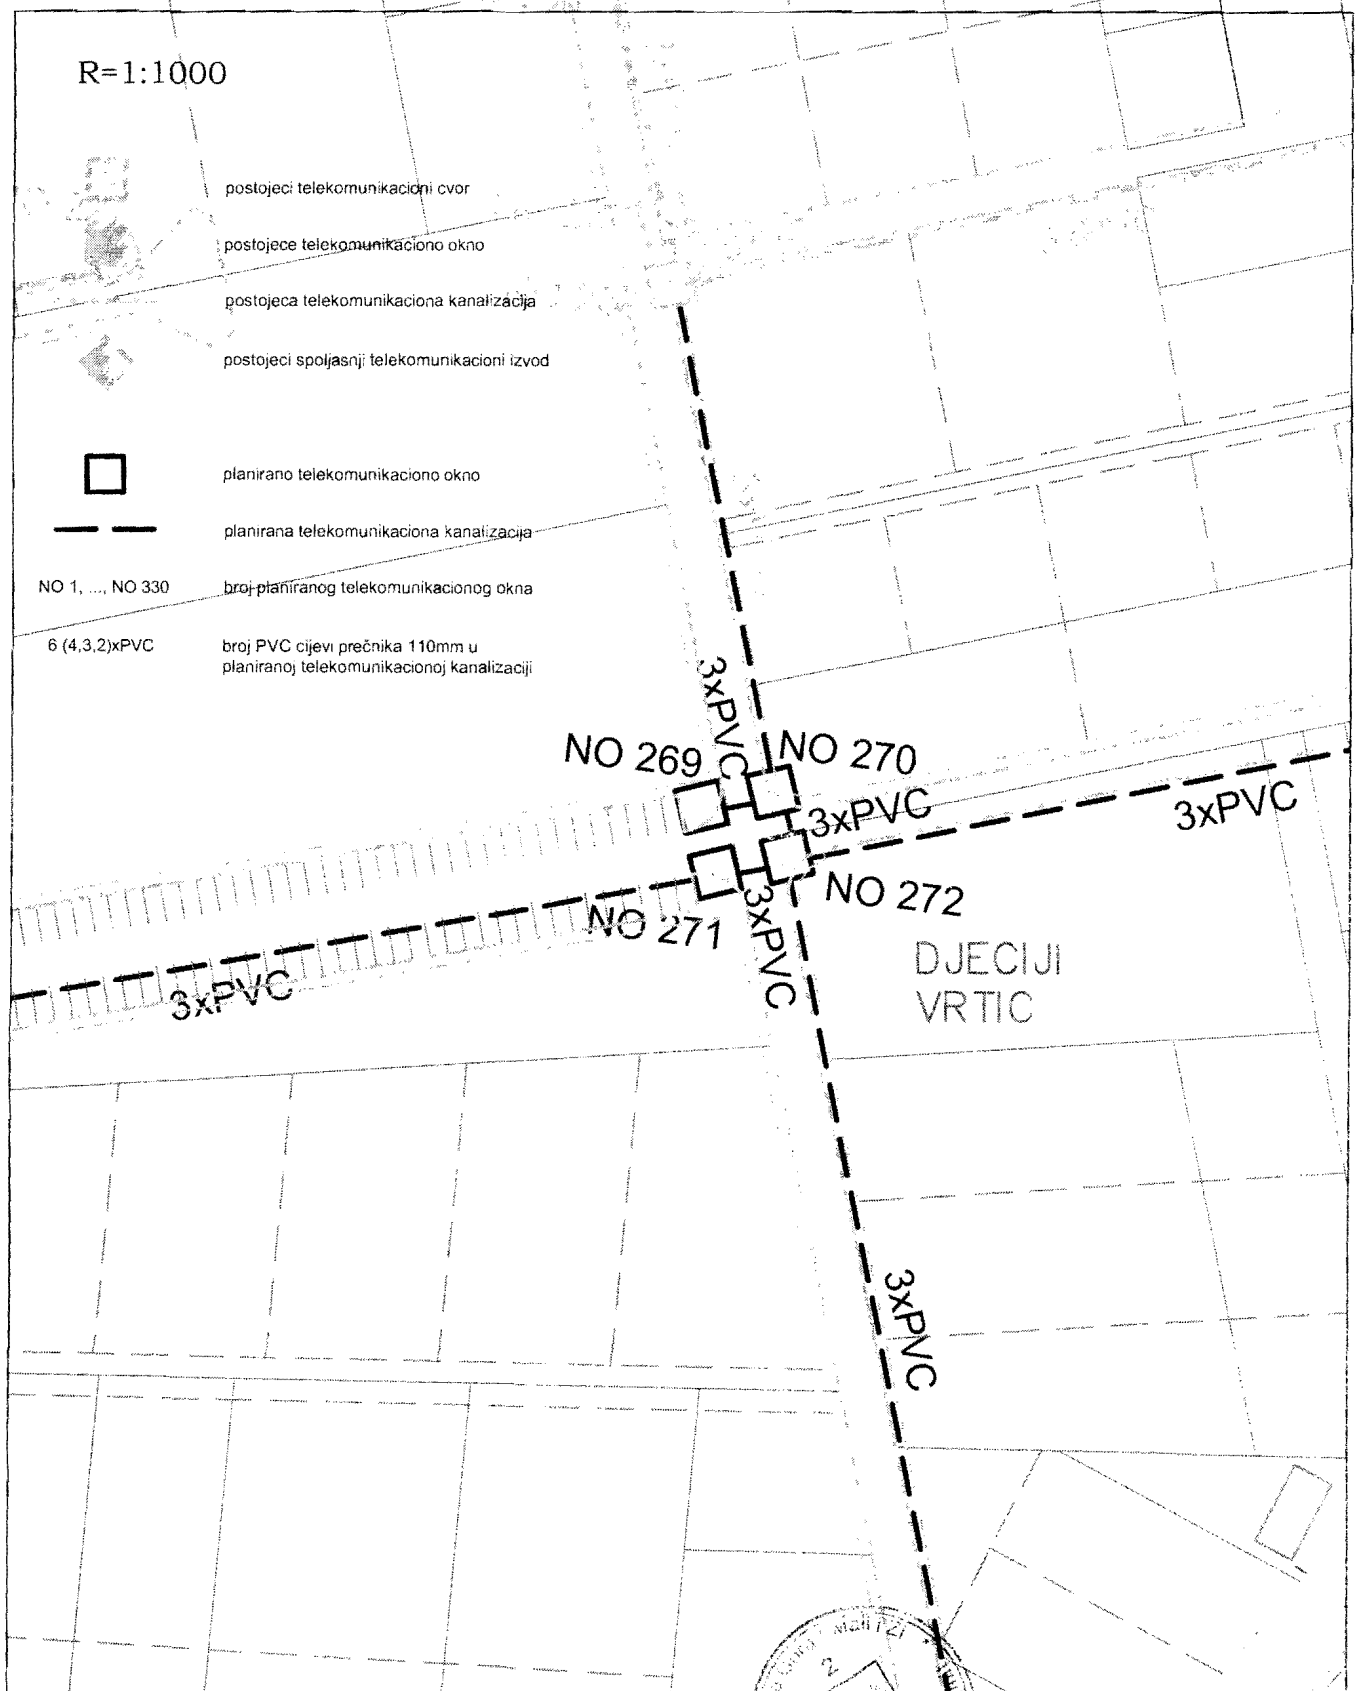 R=1:1000
postojeci telekomunikacioni cvor
postojece telekomunikaciono okno
postojeca telekomunikaciona kanalizacija
postojeci spoljasnji telekomunikacioni izvod
planirano telekomunikaciono okno
planirana telekomunikaciona kanalizacija
NO 1, ..., NO 330 broj planiranog telekomunikacionog okna
6 (4,3,2)xPVC broj PVC cijevi prečnika 110mm u
planiranoj telekomunikacionoj kanalizaciji
3xPVC
NO 269
NO 270
3xPVC
3xPVC
NO 271
3xPVC
NO 272
3xPVC
DJECIJI
VRTIC
3xPVC
2